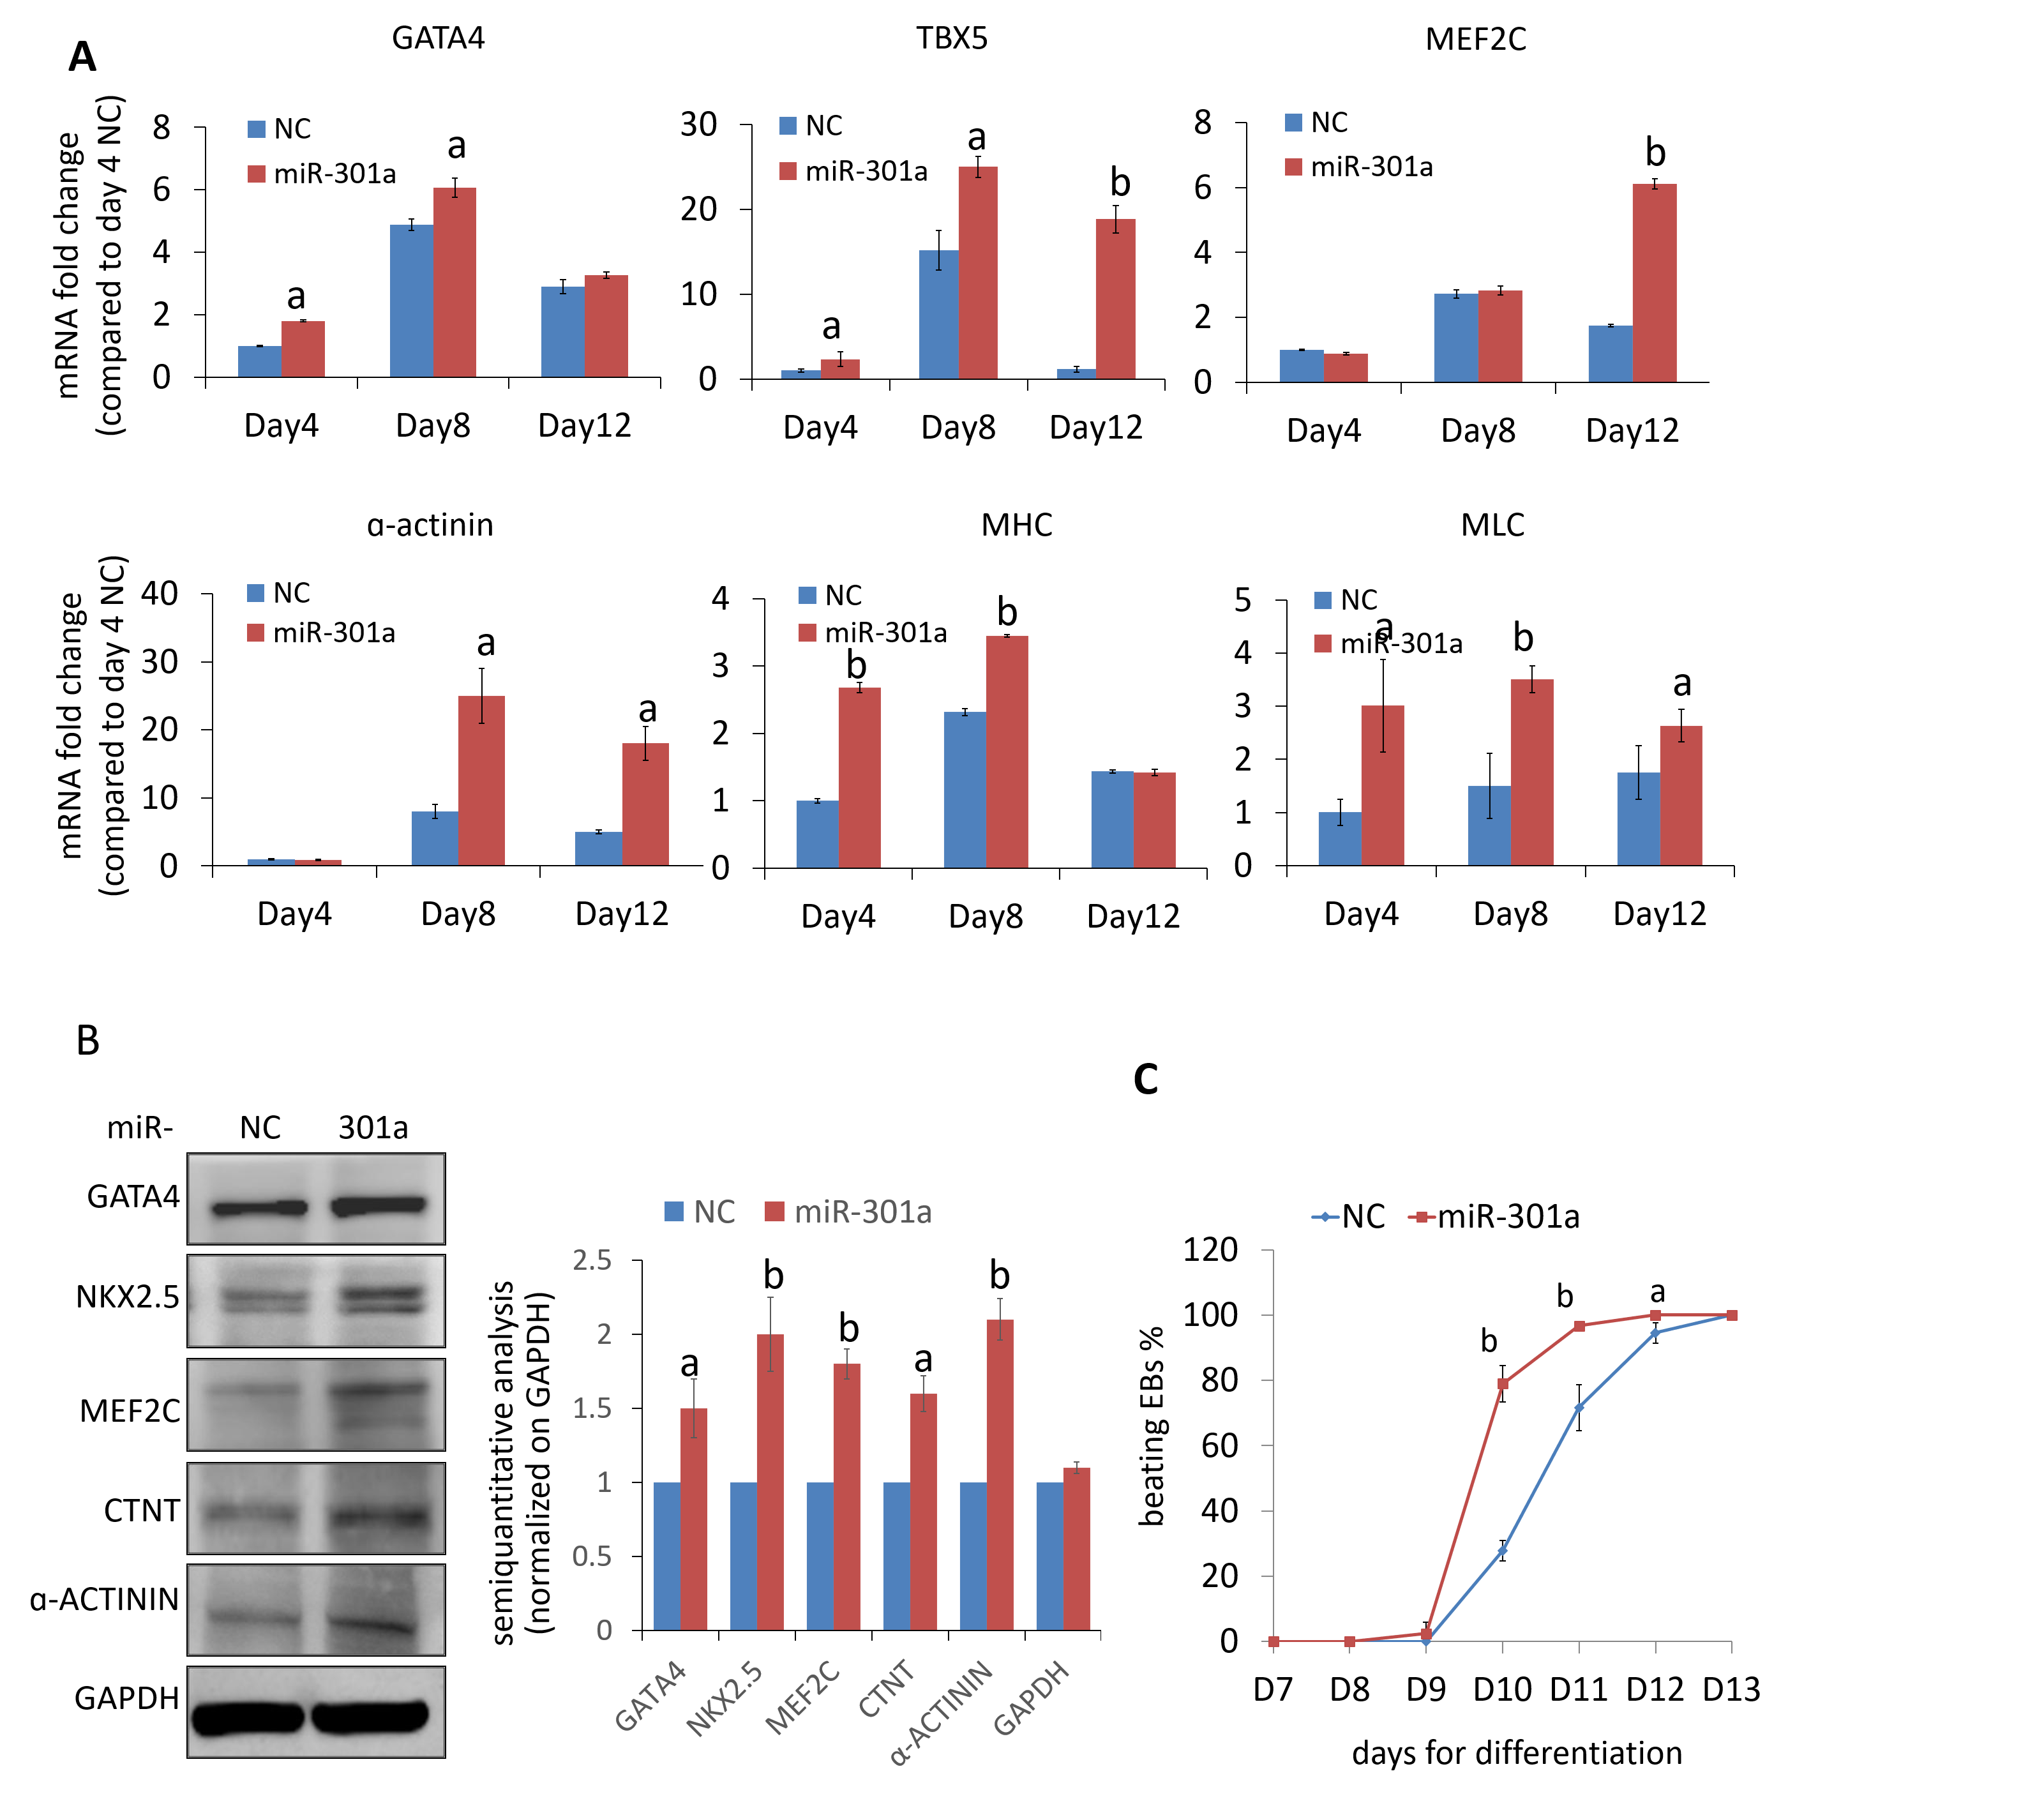 A
GATA4
TBX5
MEF2C
mRNA fold change
(compared to day 4 NC)
8
6
4
2
0
NC
miR-301a
a
a
Day4
Day8
Day12
30
20
10
0
NC
miR-301a
a
a
b
Day4
Day8
Day12
8
6
4
2
0
NC
miR-301a
b
Day4
Day8
Day12
α-actinin
MHC
MLC
mRNA fold change
(compared to day 4 NC)
40
30
20
10
0
NC
miR-301a
a
a
Day4
Day8
Day12
4
3
2
1
0
NC
miR-301a
b
b
Day4
Day8
Day12
5
4
3
2
1
0
NC
miR-301a
a
b
a
Day4
Day8
Day12
B
miR- NC 301a
GATA4
NKX2.5
MEF2C
CTNT
α-ACTININ
GAPDH
NC miR-301a
semiquantitative analysis
(normalized on GAPDH)
2.5
2
1.5
1
0.5
0
a
b
b
a
b
GATA4
NKX2.5
MEF2C
CTNT
α-ACTININ
GAPDH
C
NC miR-301a
beating EBs %
120
100
80
60
40
20
0
b
b
a
D7 D8 D9 D10 D11 D12 D13
days for differentiation